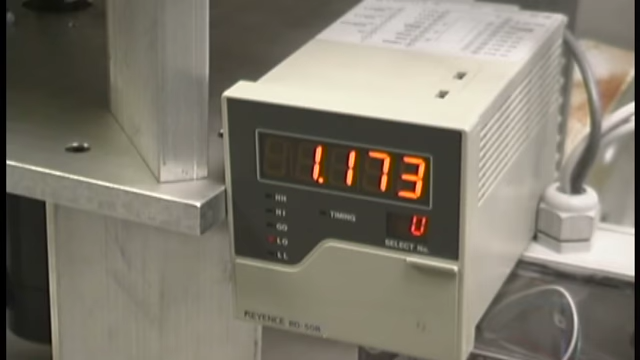 1.173
HH
HI
GO
LO
LL
TIMING
0
SELECT No.
KEYENCE RD-50R